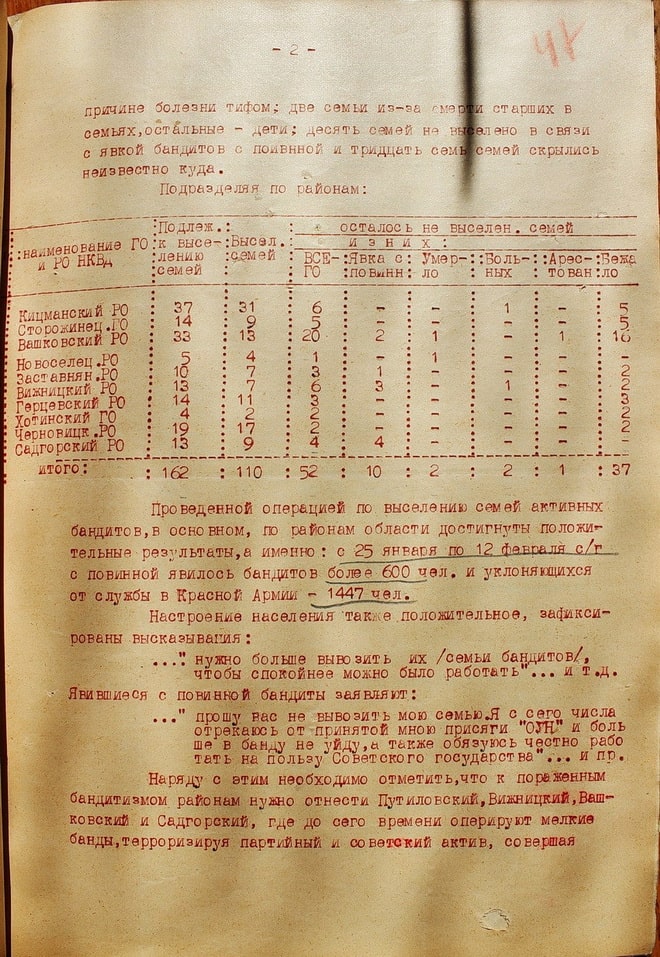 - 2 -
причине болезни тифом; две семьи из-за смерти старших в
семьях,остальные - дети; десять семей не выселено в связи
с явкой бандитов с повинной и тридцать семь семей скрылись
неизвестно куда.
Подразделяя по районам:
:наименование ГО и РО НКВД :Подлеж. к высе- лению семей :Высел. семей : осталось не выселен. семей
и з н и х :
ВСЕ- ГО :Явка с повинн :Умер- ло :Боль- ных :Арес- тован :Бежа ло
Кицманский РО : 37 : 31 : 6 : - : - : 1 : - : 5
Сторожинец.ГО : 14 : 9 : 5 : - : - : - : - : 5
Вашковский РО : 33 : 13 : 20 : 2 : 1 : - : 1 : 16
Новоселец.РО : 5 : 4 : 1 : - : 1 : - : - : -
Заставнян.РО : 10 : 7 : 3 : 1 : - : - : - : 2
Вижницкий РО : 13 : 7 : 6 : 3 : - : 1 : - : 2
Герцевский РО : 14 : 11 : 3 : - : - : - : - : 3
Хотинский ГО : 4 : 2 : 2 : - : - : - : - : 2
Черновицк.РО : 19 : 17 : 2 : - : - : - : - : 2
Садгорский РО : 13 : 9 : 4 : 4 : - : - : - : -
итого: : 162 : 110 : 52 : 10 : 2 : 2 : 1 : 37
Проведенной операцией по выселению семей активных
бандитов,в основном, по районам области достигнуты положи-
тельные результаты,а именно: с 25 января по 12 февраля с/г
с повинной явилось бандитов более 600 чел. и уклоняющихся
от службы в Красной Армии - 1447 чел.
Настроение населения также положительное, зафикси-
рованы высказывания:
..." нужно больше вывозить их /семьи бандитов/,
чтобы спокойнее можно было работать"... и т.д.
Явившиеся с повинкой бандиты заявляют:
..." прошу Вас не вывозить мою семью.Я с сего числа
отрекаюсь от принятой мною присяги "ОУН" и боль
ше в банду не уйду,а также обязуюсь честно рабо
тать на пользу Советского государства"... и пр.
Наряду с этим необходимо отметить,что к пораженным
бандитизмом районам нужно отнести Путиловский,Вижницкий,Ваш-
ковский и Садгорский, где до сего времени оперируют мелкие
банды,терроризируя партийный и советский актив, совершая